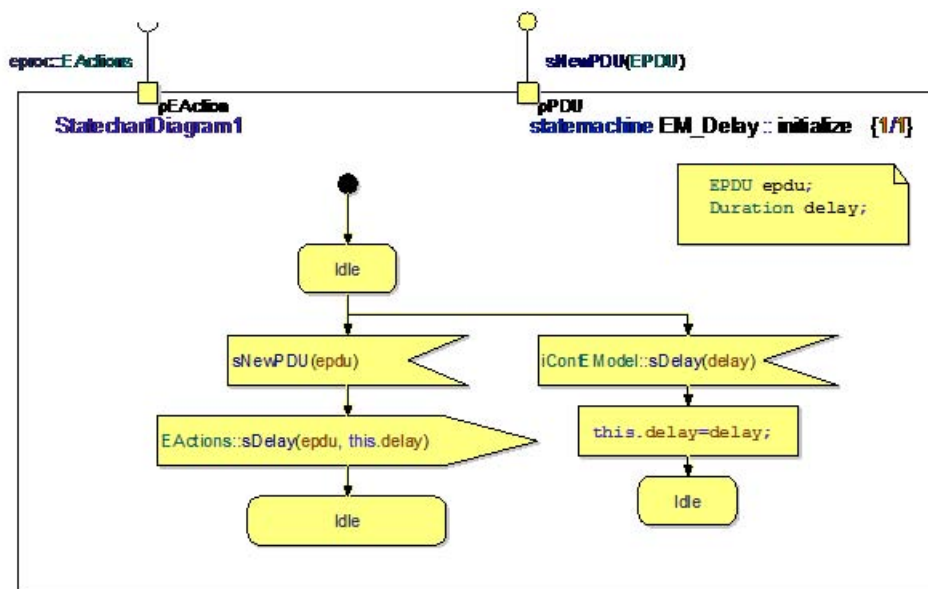 eproc::EActions
sNewPDU(EPDU)
pEAction
pPDU
StatechartDiagram1
statemachine EM_Delay :: initialize {1/1}
EPDU epdu;
Duration delay;
Idle
sNewPDU(epdu)
iConfEModel::sDelay(delay)
EActions::sDelay(epdu, this.delay)
this.delay=delay;
Idle
Idle